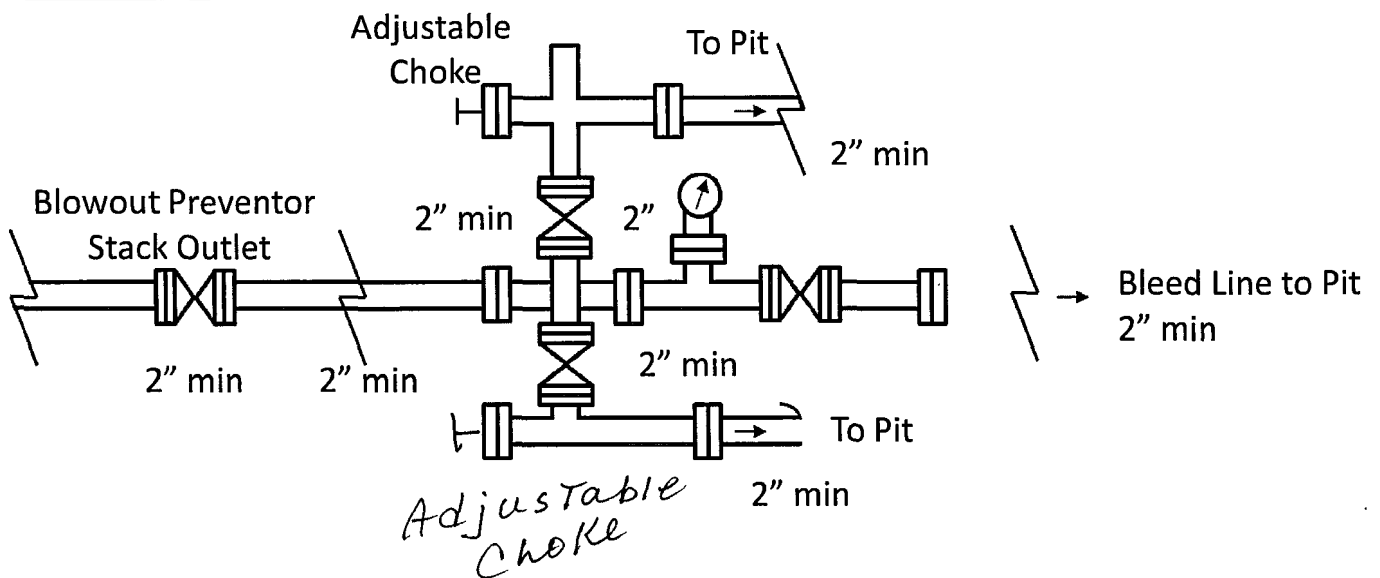 Adjustable
Choke
To Pit
2” min
Blowout Preventor
Stack Outlet
2” min
2”
Bleed Line to Pit
2” min
2” min
2” min
2” min
To Pit
2” min
AdjusTable
Choke